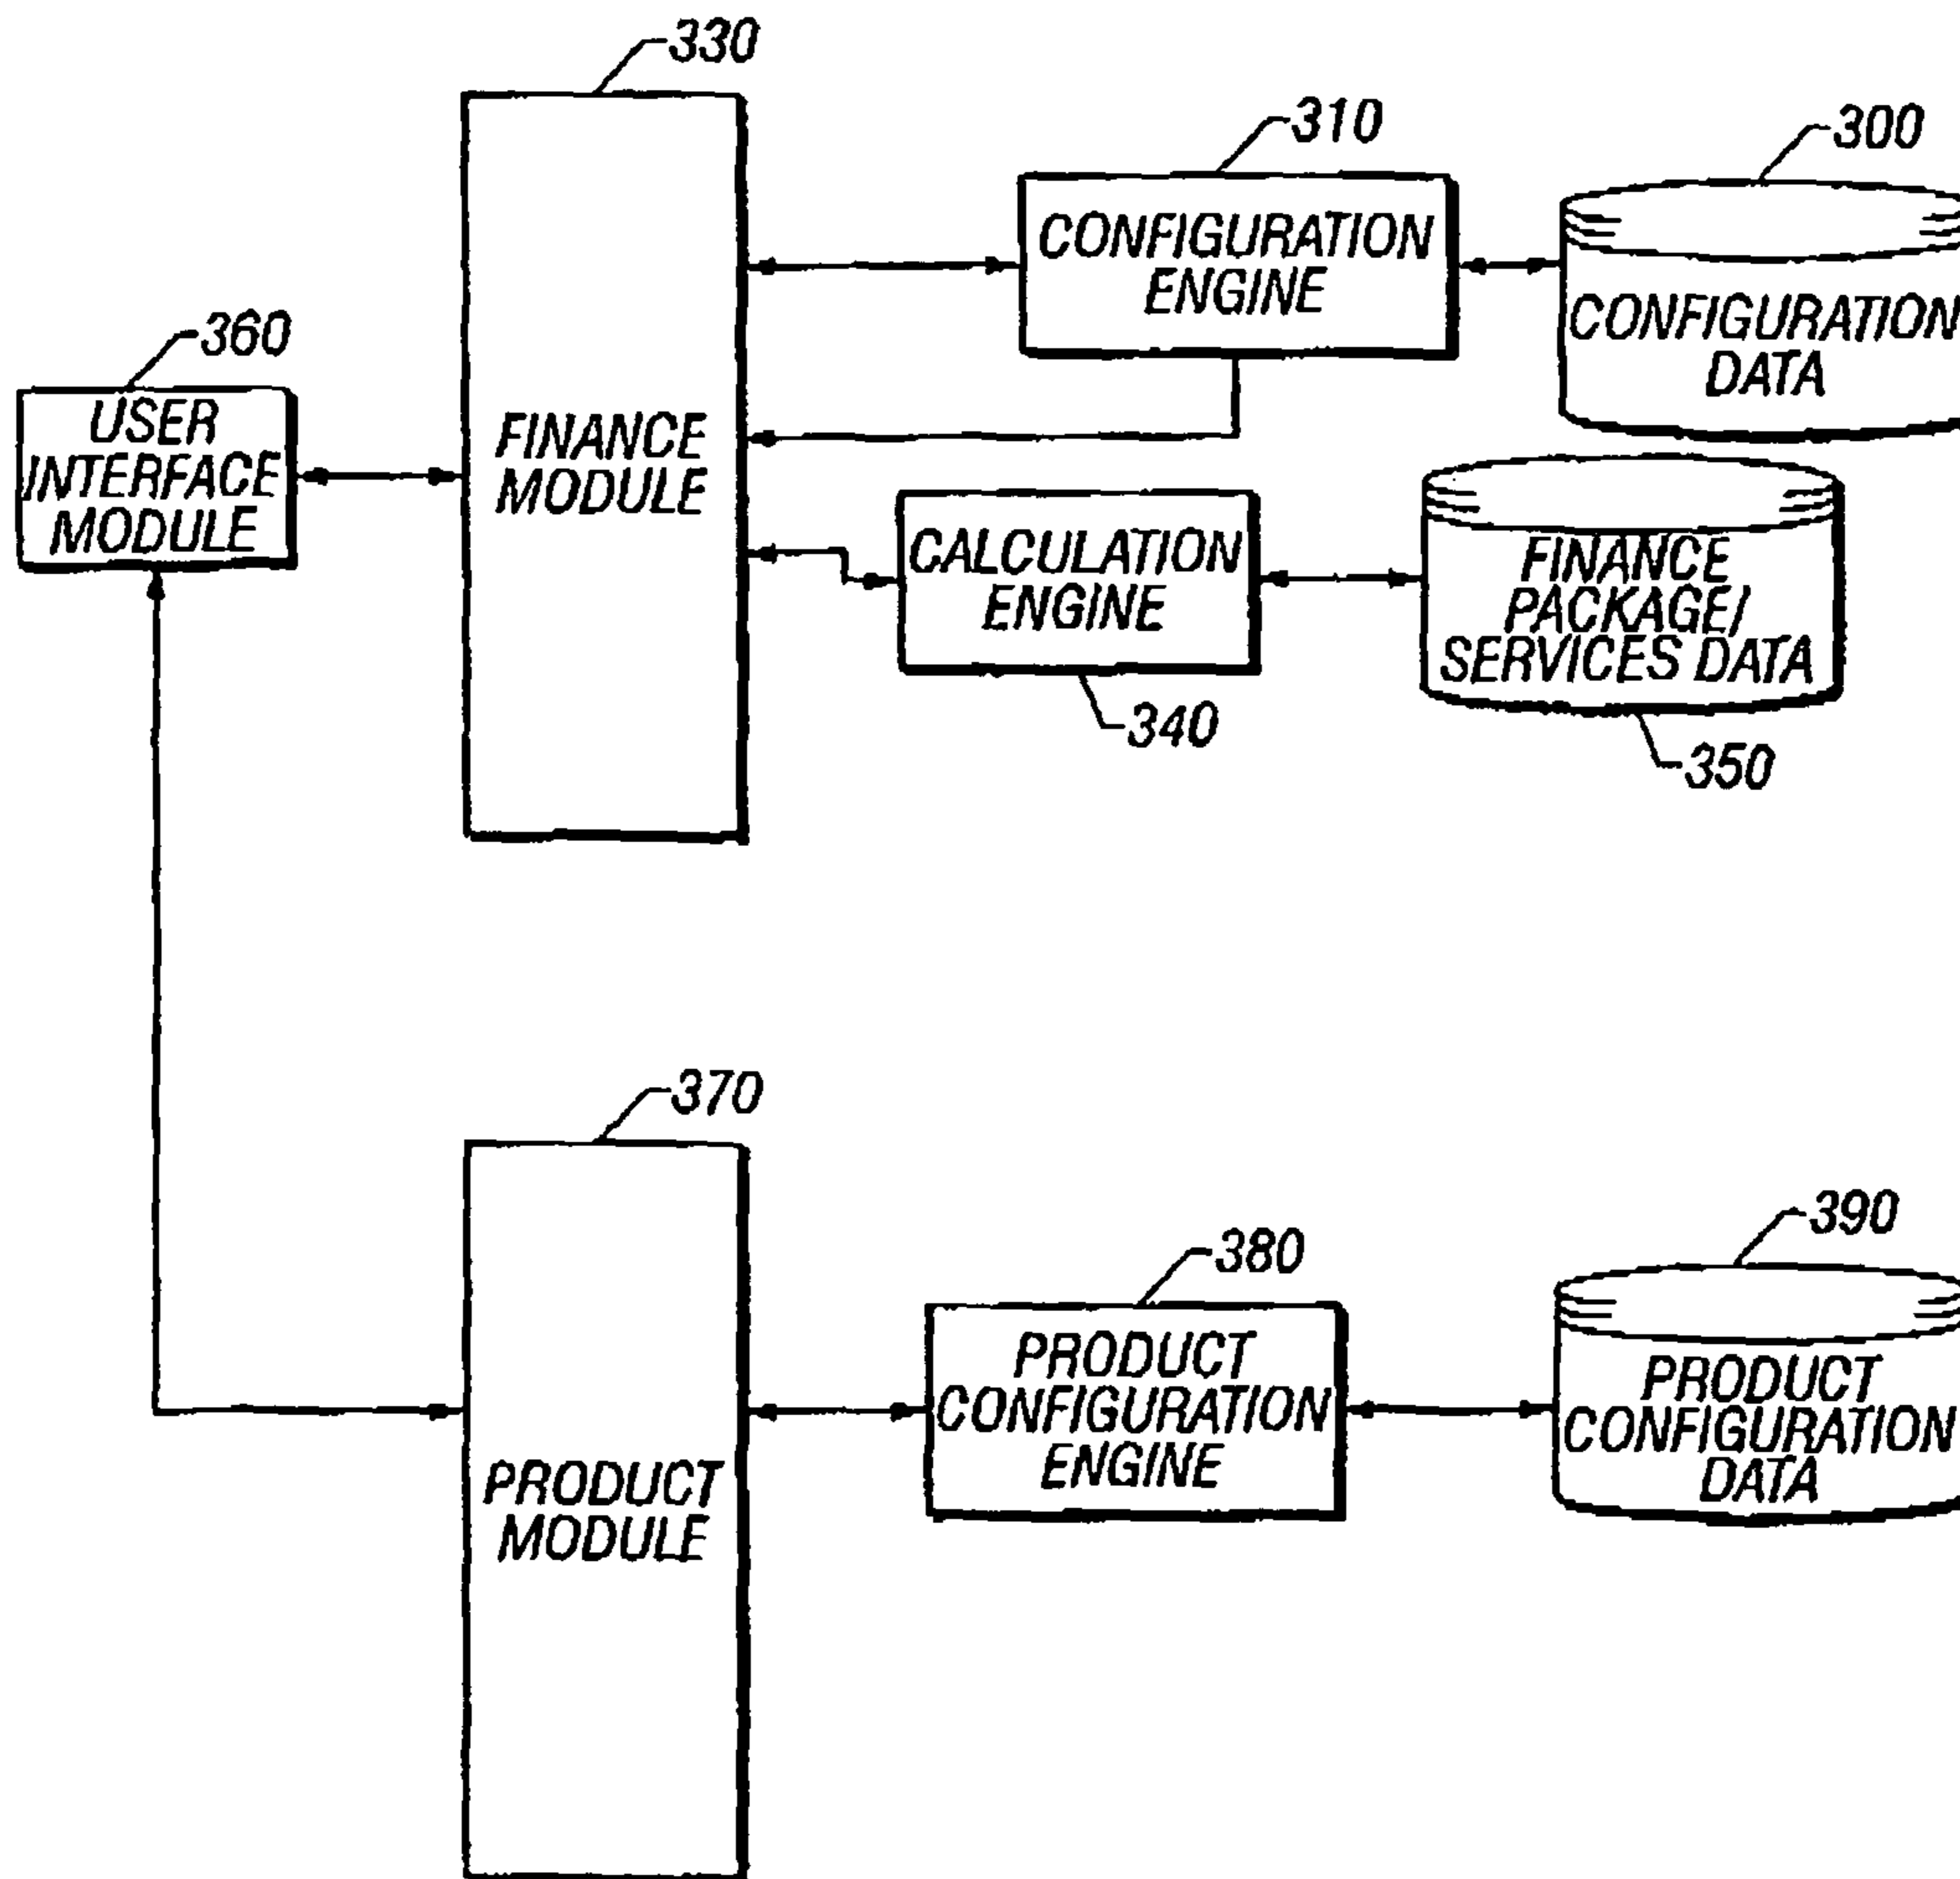 330
310
300
CONFIGURATION
ENGINE
CONFIGURATION
DATA
360
USER
INTERFACE
MODULE
FINANCE
MODULE
CALCULATION
ENGINE
FINANCE
PACKAGE/
SERVICES DATA
340
350
370
390
380
PRODUCT
CONFIGURATION
ENGINE
PRODUCT
CONFIGURATION
DATA
PRODUCT
MODULE